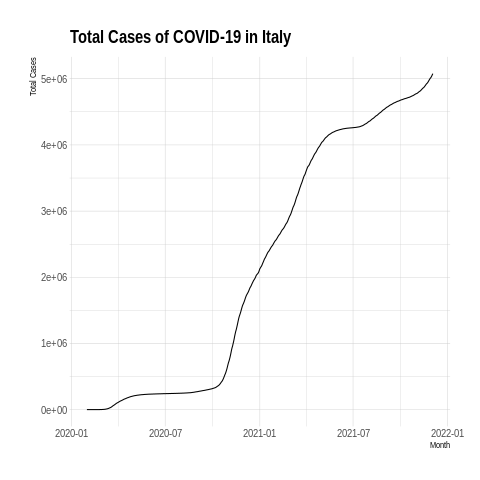 Total Cases of COVID-19 in Italy
Total Cases
5e+06
4e+06
3e+06
2e+06
1e+06
0e+00
2020-01 2020-07 2021-01 2021-07 2022-01
Month